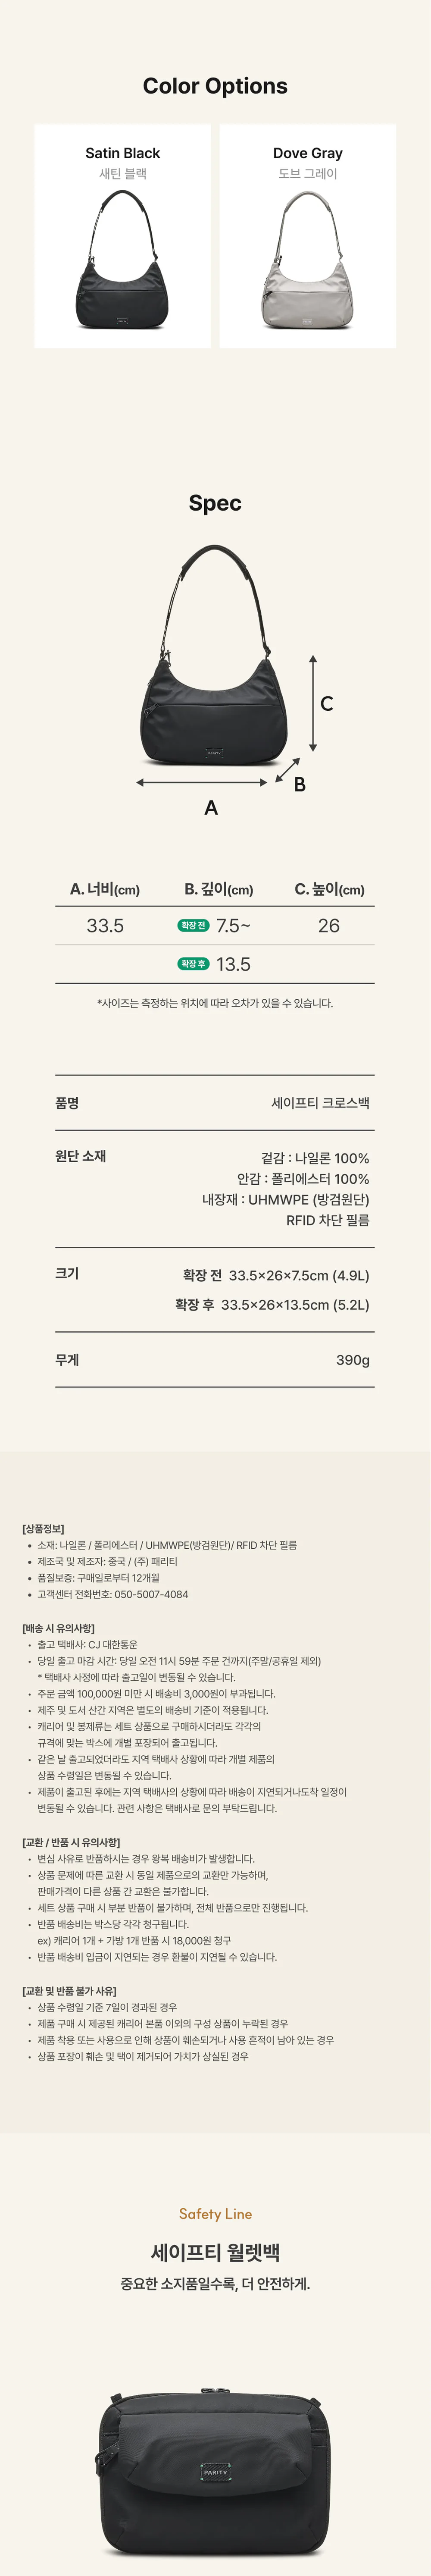 Color Options
Satin Black
새틴 블랙
Dove Gray
도브 그레이
PARITY
Spec
PARITY
C
B
A
A. 너비(cm) B. 깊이(cm) C. 높이(cm)
33.5 확장 전 7.5~ 26
확장 후 13.5
*사이즈는 측정하는 위치에 따라 오차가 있을 수 있습니다.
품명 세이프티 크로스백
원단 소재 겉감 : 나일론 100%
안감 : 폴리에스터 100%
내장재 : UHMWPE (방검원단)
RFID 차단 필름
크기 확장 전 33.5×26×7.5cm (4.9L)
확장 후 33.5×26×13.5cm (5.2L)
무게 390g
[상품정보]
• 소재: 나일론 / 폴리에스터 / UHMWPE(방검원단)/ RFID 차단 필름
• 제조국 및 제조자: 중국 / (주) 패리티
• 품질보증: 구매일로부터 12개월
• 고객센터 전화번호: 050-5007-4084
[배송 시 유의사항]
• 출고 택배사: CJ 대한통운
• 당일 출고 마감 시간: 당일 오전 11시 59분 주문 건까지(주말/공휴일 제외)
* 택배사 사정에 따라 출고일이 변동될 수 있습니다.
• 주문 금액 100,000원 미만 시 배송비 3,000원이 부과됩니다.
• 제주 및 도서 산간 지역은 별도의 배송비 기준이 적용됩니다.
• 캐리어 및 봉제류는 세트 상품으로 구매하시더라도 각각의
규격에 맞는 박스에 개별 포장되어 출고됩니다.
• 같은 날 출고되었더라도 지역 택배사 상황에 따라 개별 제품의
상품 수령일은 변동될 수 있습니다.
• 제품이 출고된 후에는 지역 택배사의 상황에 따라 배송이 지연되거나도착 일정이
변동될 수 있습니다. 관련 사항은 택배사로 문의 부탁드립니다.
[교환 / 반품 시 유의사항]
• 변심 사유로 반품하시는 경우 왕복 배송비가 발생합니다.
• 상품 문제에 따른 교환 시 동일 제품으로의 교환만 가능하며,
판매가격이 다른 상품 간 교환은 불가합니다.
• 세트 상품 구매 시 부분 반품이 불가하며, 전체 반품으로만 진행됩니다.
• 반품 배송비는 박스당 각각 청구됩니다.
ex) 캐리어 1개 + 가방 1개 반품 시 18,000원 청구
• 반품 배송비 입금이 지연되는 경우 환불이 지연될 수 있습니다.
[교환 및 반품 불가 사유]
• 상품 수령일 기준 7일이 경과된 경우
• 제품 구매 시 제공된 캐리어 본품 이외의 구성 상품이 누락된 경우
• 제품 착용 또는 사용으로 인해 상품이 훼손되거나 사용 흔적이 남아 있는 경우
• 상품 포장이 훼손 및 택이 제거되어 가치가 상실된 경우
Safety Line
세이프티 월렛백
중요한 소지품일수록, 더 안전하게.
PARITY